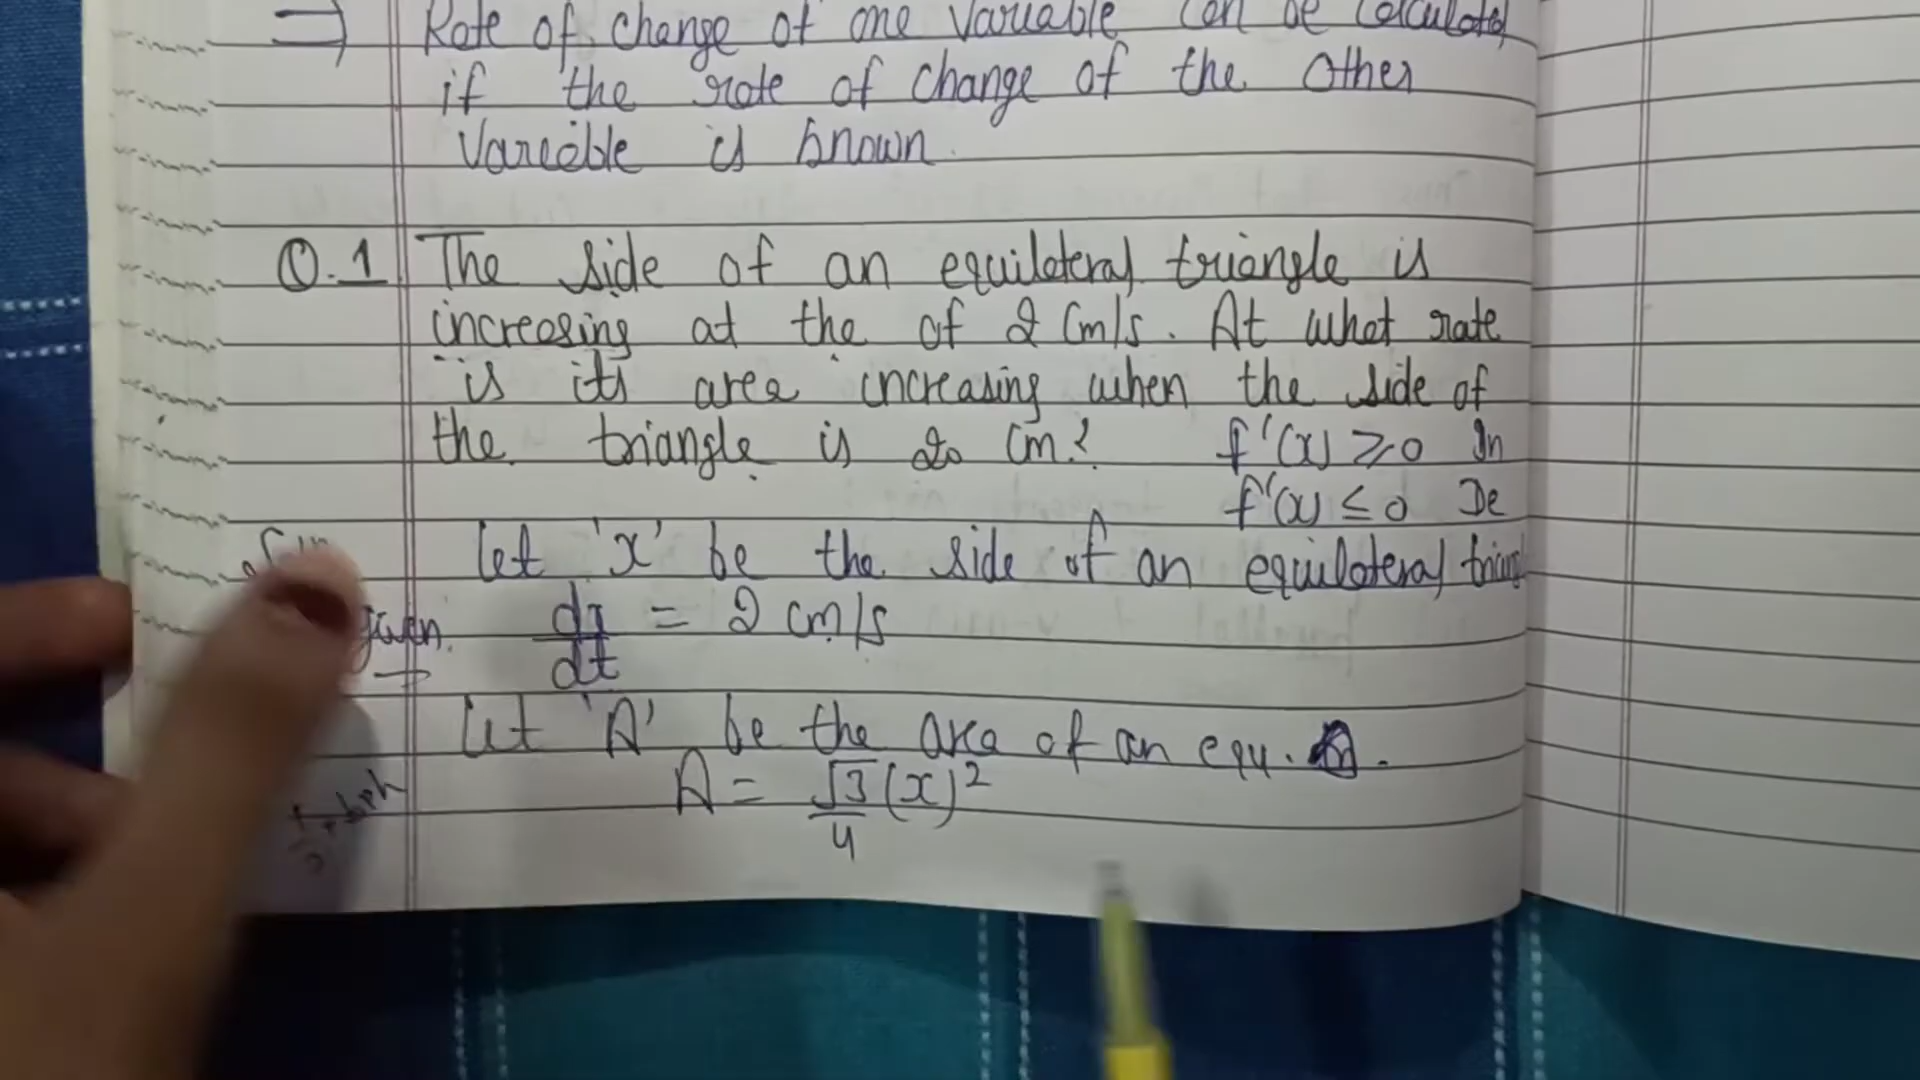 ⇒ Rate of change of one variable can be calculated
if the rate of change of the other
variable is known.
Q.1 The side of an equilateral triangle is
increasing at the of 2 cm/s. At what rate
is its area increasing when the side of
the triangle is 20 cm?
f'(x) ≥ 0 In
f'(x) ≤ 0 De
Let 'x' be the side of an equilateral
given dx/dt = 2 cm/s
Let 'A' be the area of an equ.
A = √3/4 (x)²